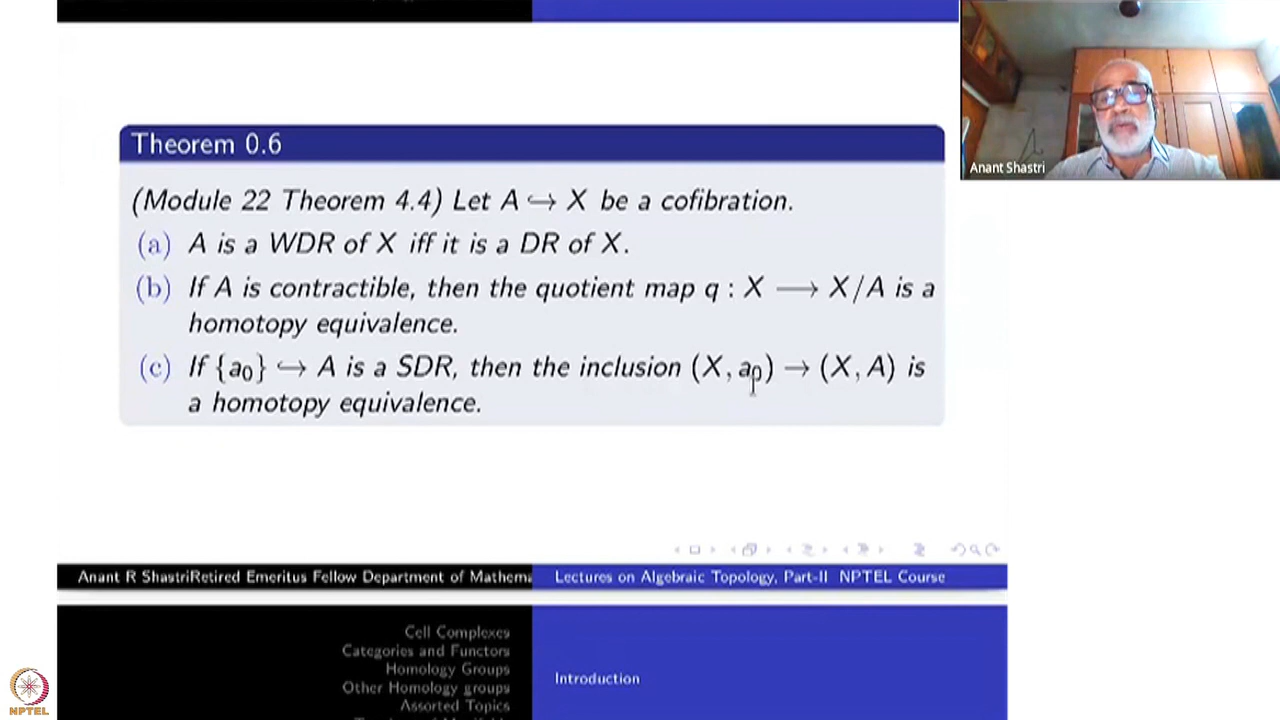 Anant Shastri
Theorem 0.6
(Module 22 Theorem 4.4) Let A ↪ X be a cofibration.
(a) A is a WDR of X iff it is a DR of X.
(b) If A is contractible, then the quotient map q : X ⟶ X/A is a
homotopy equivalence.
(c) If {a₀} ↪ A is a SDR, then the inclusion (X, a₀) → (X, A) is
a homotopy equivalence.
Anant R ShastriRetired Emeritus Fellow Department of Mathema
Lectures on Algebraic Topology, Part-II NPTEL Course
Cell Complexes
Categories and Functors
Homology Groups
Other Homology groups
Assorted Topics
Introduction
NPTEL